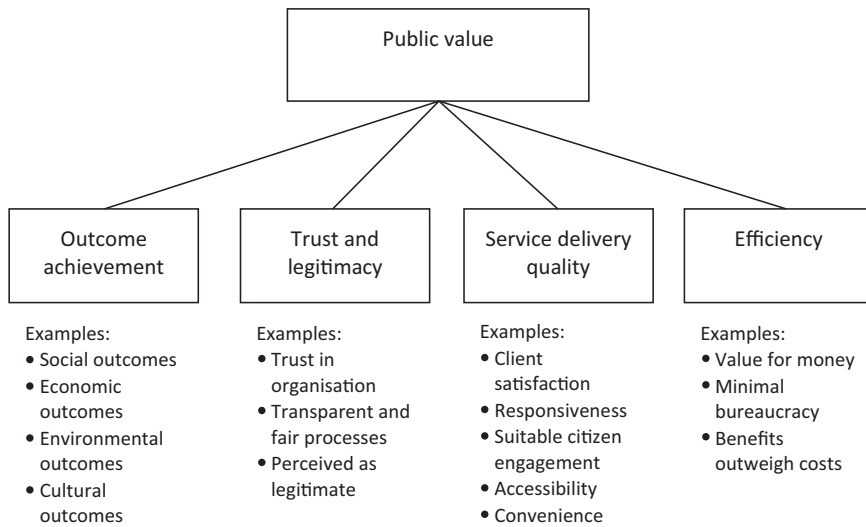 Public value
Outcome
achievement
Trust and
legitimacy
Service delivery
quality
Efficiency
Examples:
• Social outcomes
• Economic
outcomes
• Environmental
outcomes
• Cultural
outcomes
Examples:
• Trust in
organisation
• Transparent and
fair processes
• Perceived as
legitimate
Examples:
• Client
satisfaction
• Responsiveness
• Suitable citizen
engagement
• Accessibility
• Convenience
Examples:
• Value for money
• Minimal
bureaucracy
• Benefits
outweigh costs